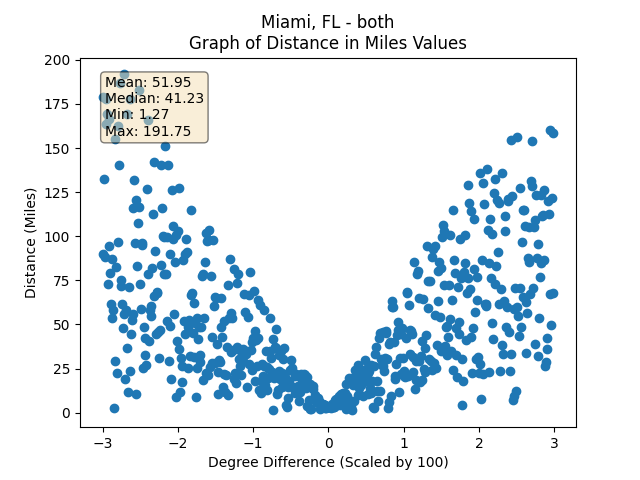 Miami, FL - both
Graph of Distance in Miles Values
Mean: 51.95
Median: 41.23
Min: 1.27
Max: 191.75
200
175
150
125
100
75
50
25
0
Distance (Miles)
−3
−2
−1
0
1
2
3
Degree Difference (Scaled by 100)